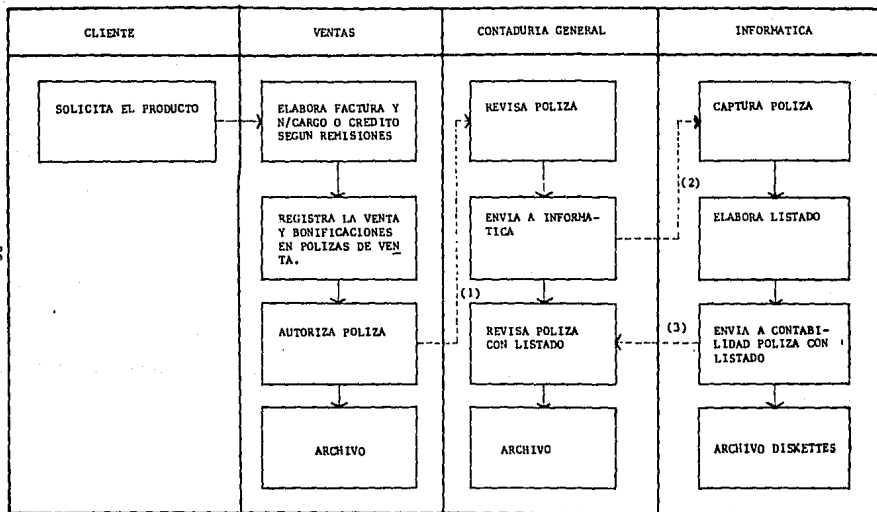 CLIENTE
VENTAS
CONTADURIA GENERAL
INFORMATICA
SOLICITA EL PRODUCTO
ELABORA FACTURA Y
N/CARGO O CREDITO
SEGUN REMISIONES
REGISTRA LA VENTA
Y BONIFICACIONES
EN POLIZAS DE VEN
TA.
AUTORIZA POLIZA
ARCHIVO
(1)
REVISA POLIZA
ENVIA A INFORMA-
TICA
REVISA POLIZA
CON LISTADO
ARCHIVO
(2)
(3)
CAPTURA POLIZA
ELABORA LISTADO
ENVIA A CONTABI-
LIDAD POLIZA CON
LISTADO
ARCHIVO DISKETTES